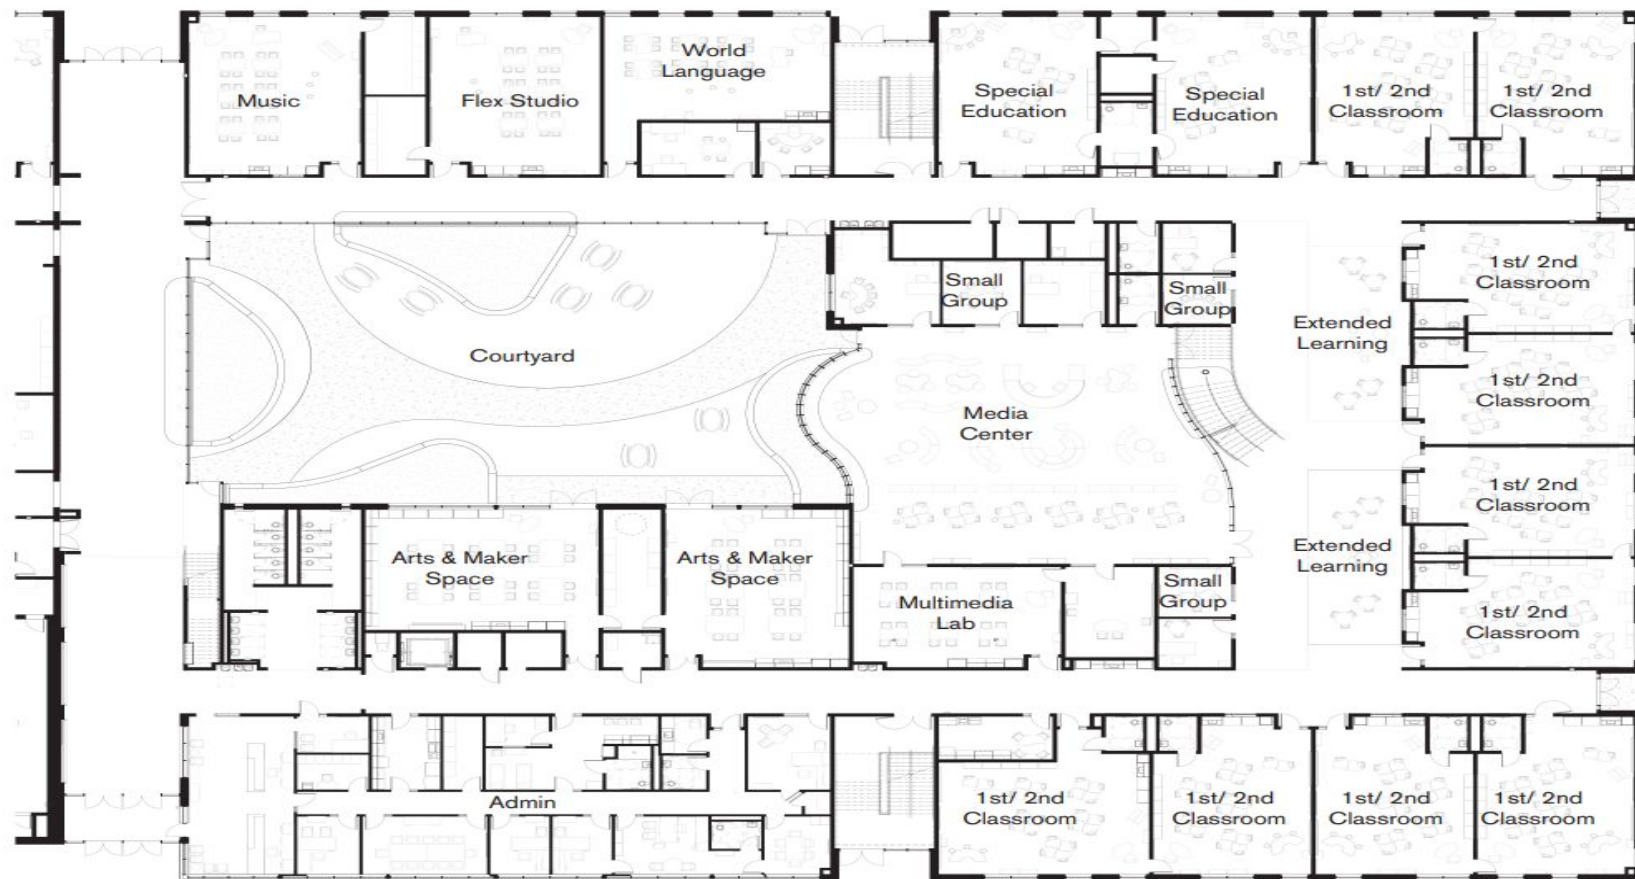 Music
Flex Studio
World
Language
Special
Education
Special
Education
1st/ 2nd
Classroom
1st/ 2nd
Classroom
Small
Group
Small
Group
1st/ 2nd
Classroom
Extended
Learning
Courtyard
1st/ 2nd
Classroom
Media
Center
1st/ 2nd
Classroom
Arts & Maker
Space
Arts & Maker
Space
Extended
Learning
Multimedia
Lab
Small
Group
1st/ 2nd
Classroom
Admin
1st/ 2nd
Classroom
1st/ 2nd
Classroom
1st/ 2nd
Classroom
1st/ 2nd
Classroom